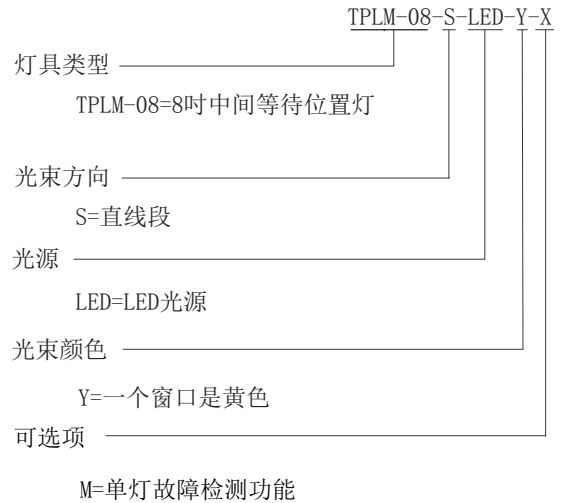 TPLM-08-S-LED-Y-X
灯具类型
TPLM-08=8吋中间等待位置灯
光束方向
S=直线段
光源
LED=LED光源
光束颜色
Y=一个窗口是黄色
可选项
M=单灯故障检测功能